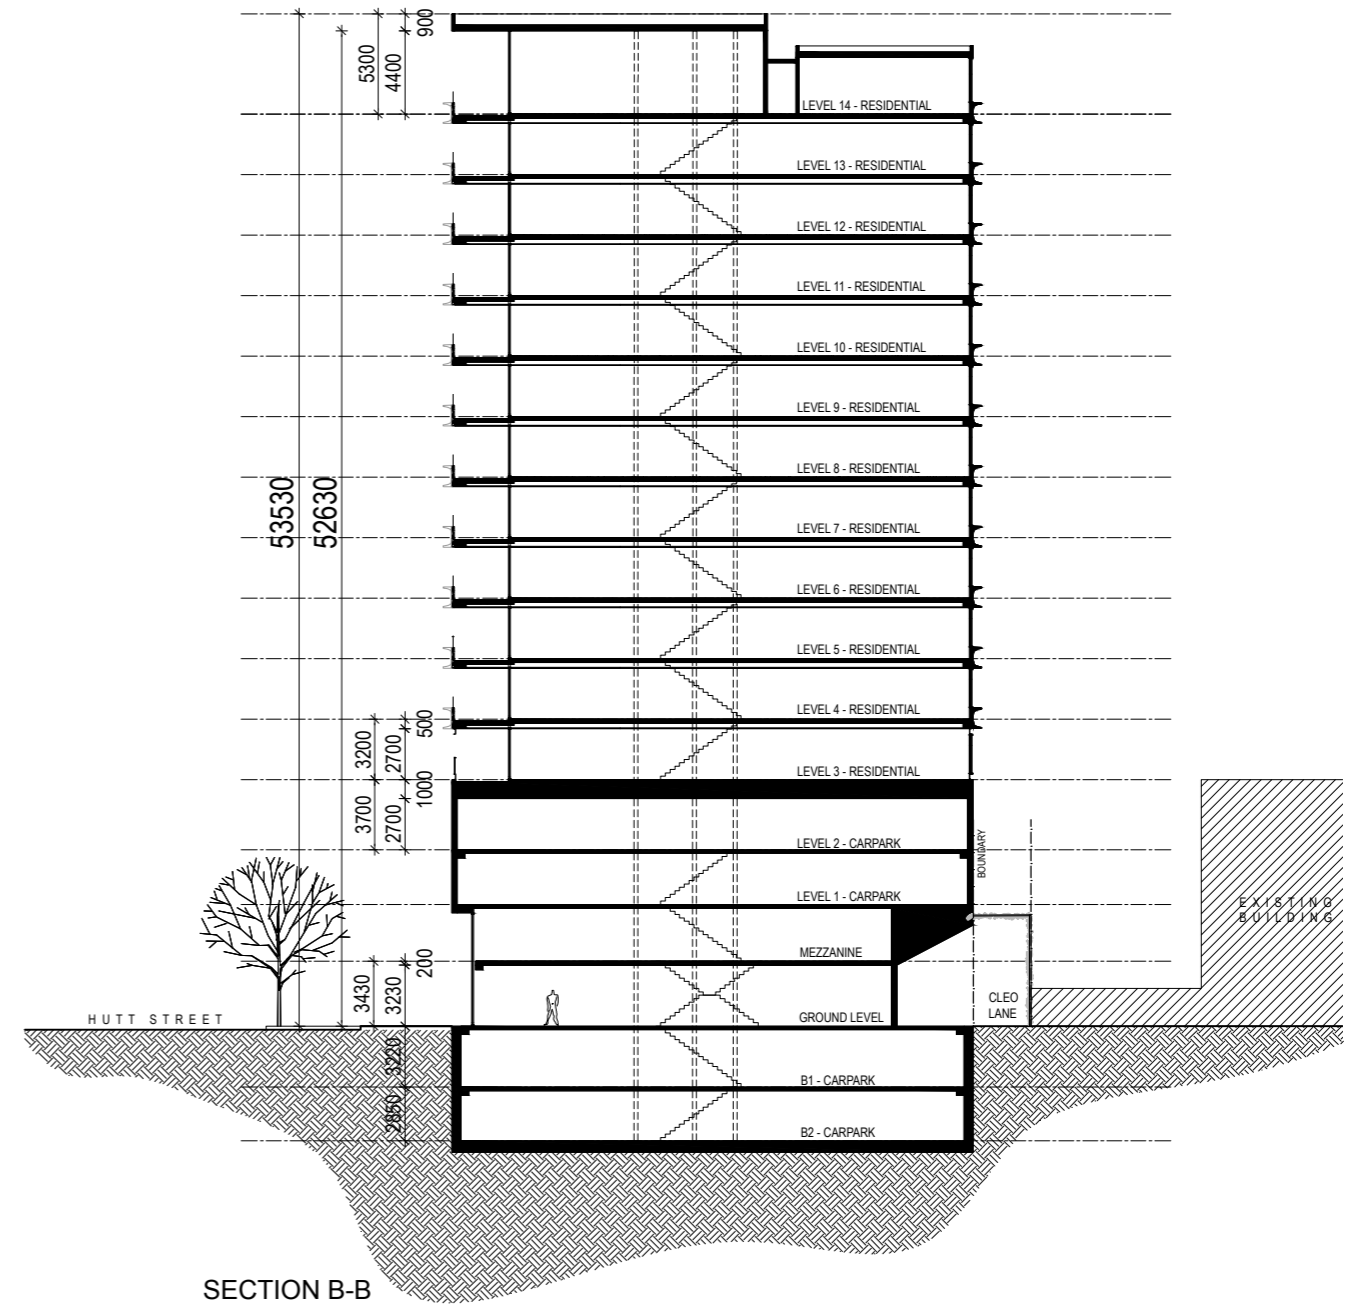 900
5300
4400
LEVEL 14 - RESIDENTIAL
LEVEL 13 - RESIDENTIAL
LEVEL 12 - RESIDENTIAL
LEVEL 11 - RESIDENTIAL
LEVEL 10 - RESIDENTIAL
LEVEL 9 - RESIDENTIAL
LEVEL 8 - RESIDENTIAL
53530
52630
LEVEL 7 - RESIDENTIAL
LEVEL 6 - RESIDENTIAL
LEVEL 5 - RESIDENTIAL
LEVEL 4 - RESIDENTIAL
500
3200
2700
LEVEL 3 - RESIDENTIAL
1000
3700
2700
LEVEL 2 - CARPARK
BOUNDARY
LEVEL 1 - CARPARK
EXISTING
BUILDING
MEZZANINE
200
3430
3230
CLEO
LANE
HUTT STREET
GROUND LEVEL
3220
B1 - CARPARK
2850
B2 - CARPARK
SECTION B-B